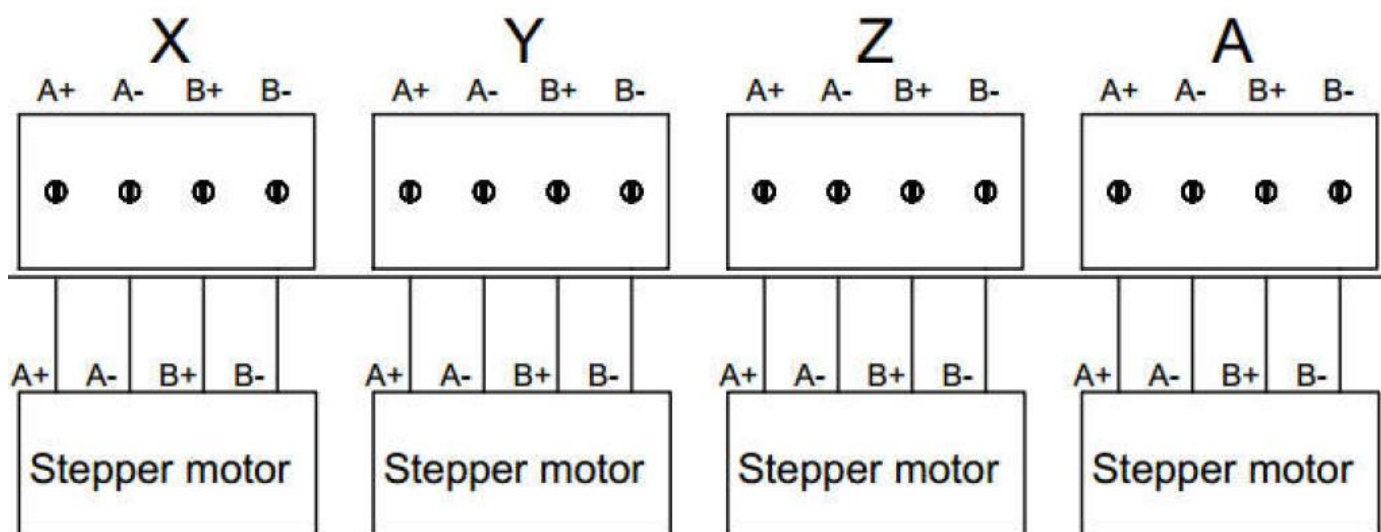 X Y Z A
A+ A- B+ B- A+ A- B+ B- A+ A- B+ B- A+ A- B+ B-
A+ A- B+ B- A+ A- B+ B- A+ A- B+ B- A+ A- B+ B-
Stepper motor Stepper motor Stepper motor Stepper motor